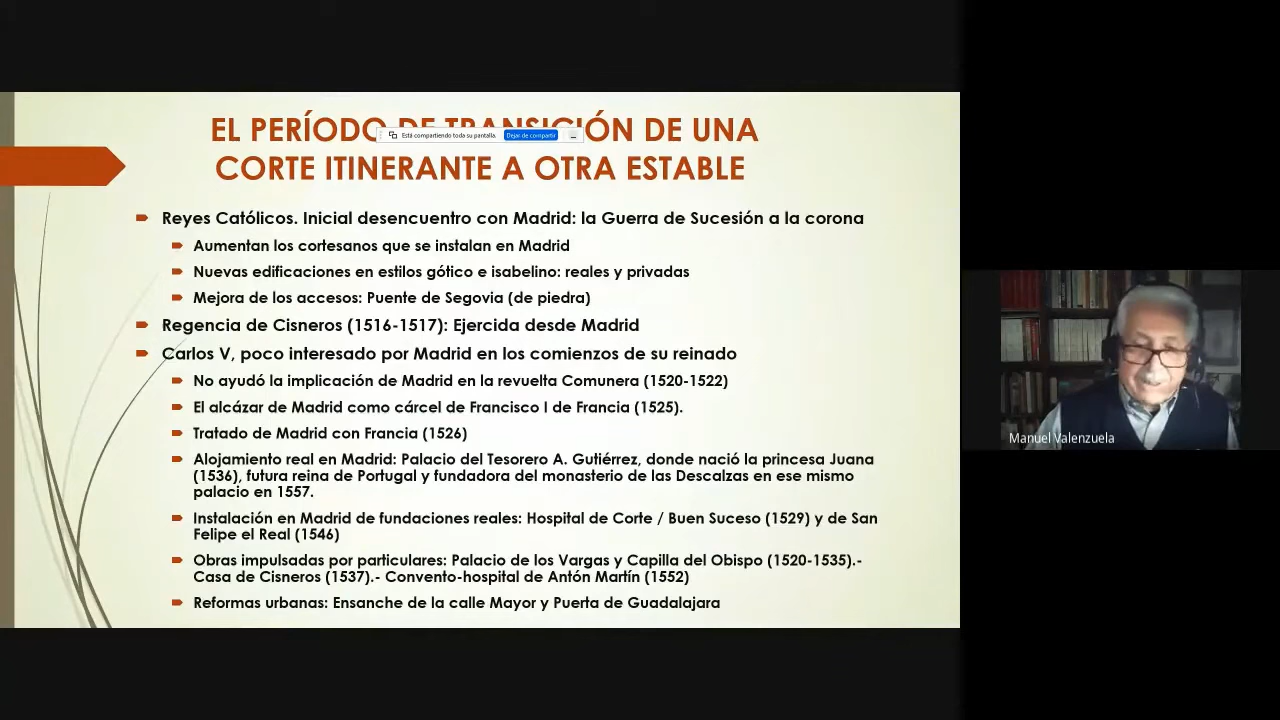 EL PERÍODO DE TRANSICIÓN DE UNA
CORTE ITINERANTE A OTRA ESTABLE
Está compartiendo toda su pantalla. Dejar de compartir
Reyes Católicos. Inicial desencuentro con Madrid: la Guerra de Sucesión a la corona
Aumentan los cortesanos que se instalan en Madrid
Nuevas edificaciones en estilos gótico e isabelino: reales y privadas
Mejora de los accesos: Puente de Segovia (de piedra)
Regencia de Cisneros (1516-1517): Ejercida desde Madrid
Carlos V, poco interesado por Madrid en los comienzos de su reinado
No ayudó la implicación de Madrid en la revuelta Comunera (1520-1522)
El alcázar de Madrid como cárcel de Francisco I de Francia (1525).
Tratado de Madrid con Francia (1526)
Alojamiento real en Madrid: Palacio del Tesorero A. Gutiérrez, donde nació la princesa Juana
(1536), futura reina de Portugal y fundadora del monasterio de las Descalzas en ese mismo
palacio en 1557.
Instalación en Madrid de fundaciones reales: Hospital de Corte / Buen Suceso (1529) y de San
Felipe el Real (1546)
Obras impulsadas por particulares: Palacio de los Vargas y Capilla del Obispo (1520-1535).-
Casa de Cisneros (1537).- Convento-hospital de Antón Martín (1552)
Reformas urbanas: Ensanche de la calle Mayor y Puerta de Guadalajara
Manuel Valenzuela